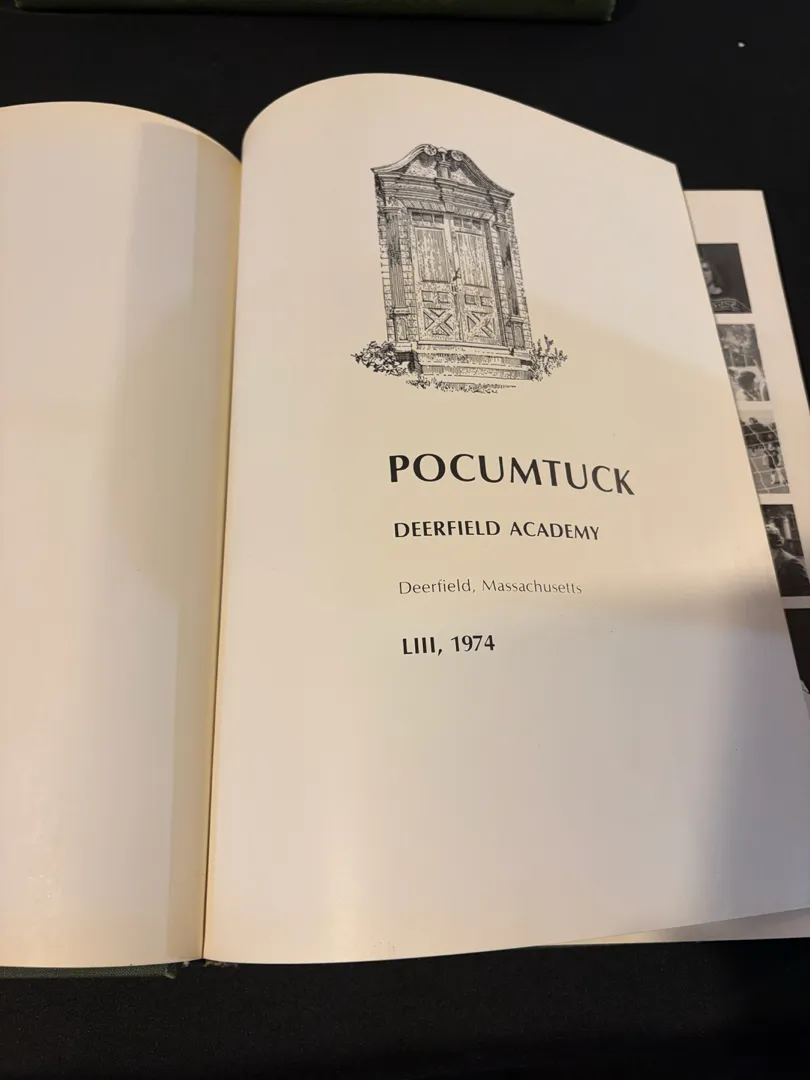 POCUMTUCK
DEERFIELD ACADEMY
Deerfield, Massachusetts
LIII, 1974